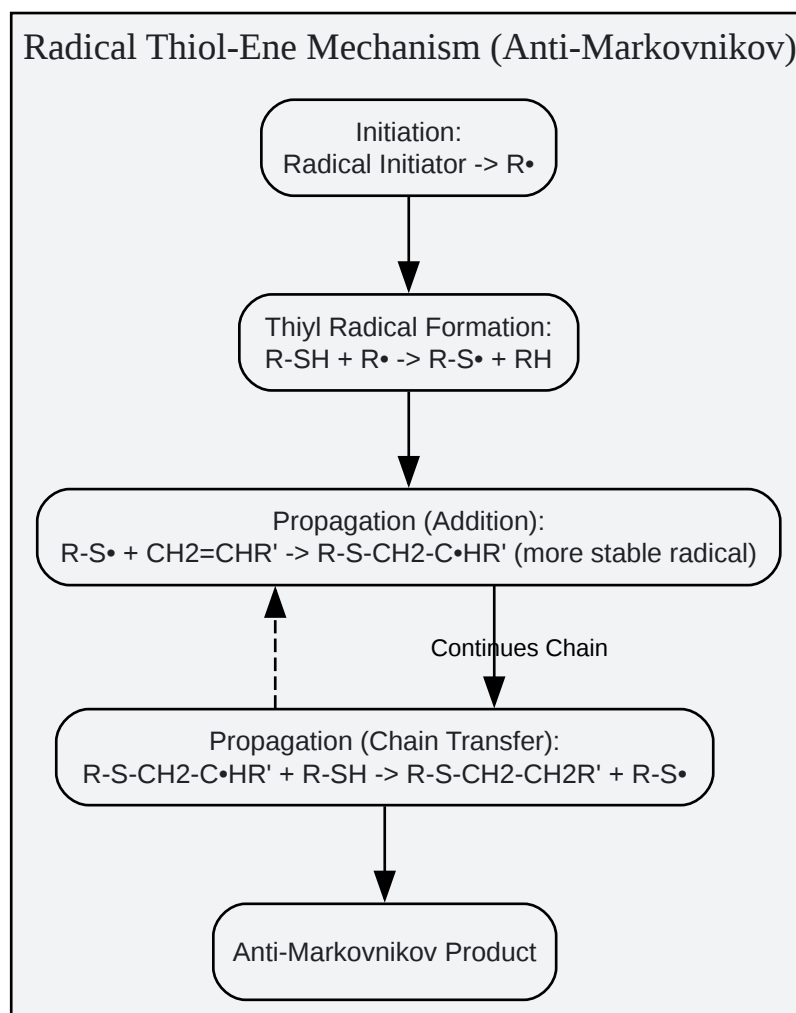 Radical Thiol-Ene Mechanism (Anti-Markovnikov)
Initiation:
Radical Initiator -> R•
Thiyl Radical Formation:
R-SH + R• -> R-S• + RH
Propagation (Addition):
R-S• + CH2=CHR' -> R-S-CH2-C•HR' (more stable radical)
Continues Chain
Propagation (Chain Transfer):
R-S-CH2-C•HR' + R-SH -> R-S-CH2-CH2R' + R-S•
Anti-Markovnikov Product